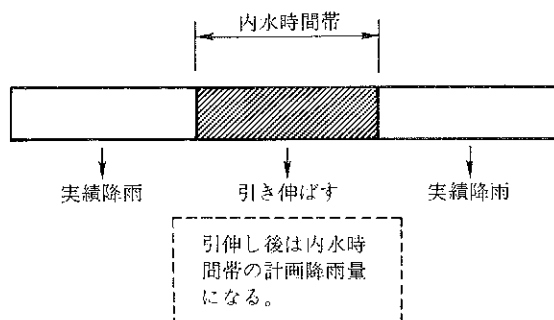 内水時間帯
実績降雨
引き伸ばす
実績降雨
引伸し後は内水時
間帯の計画降雨量
になる。